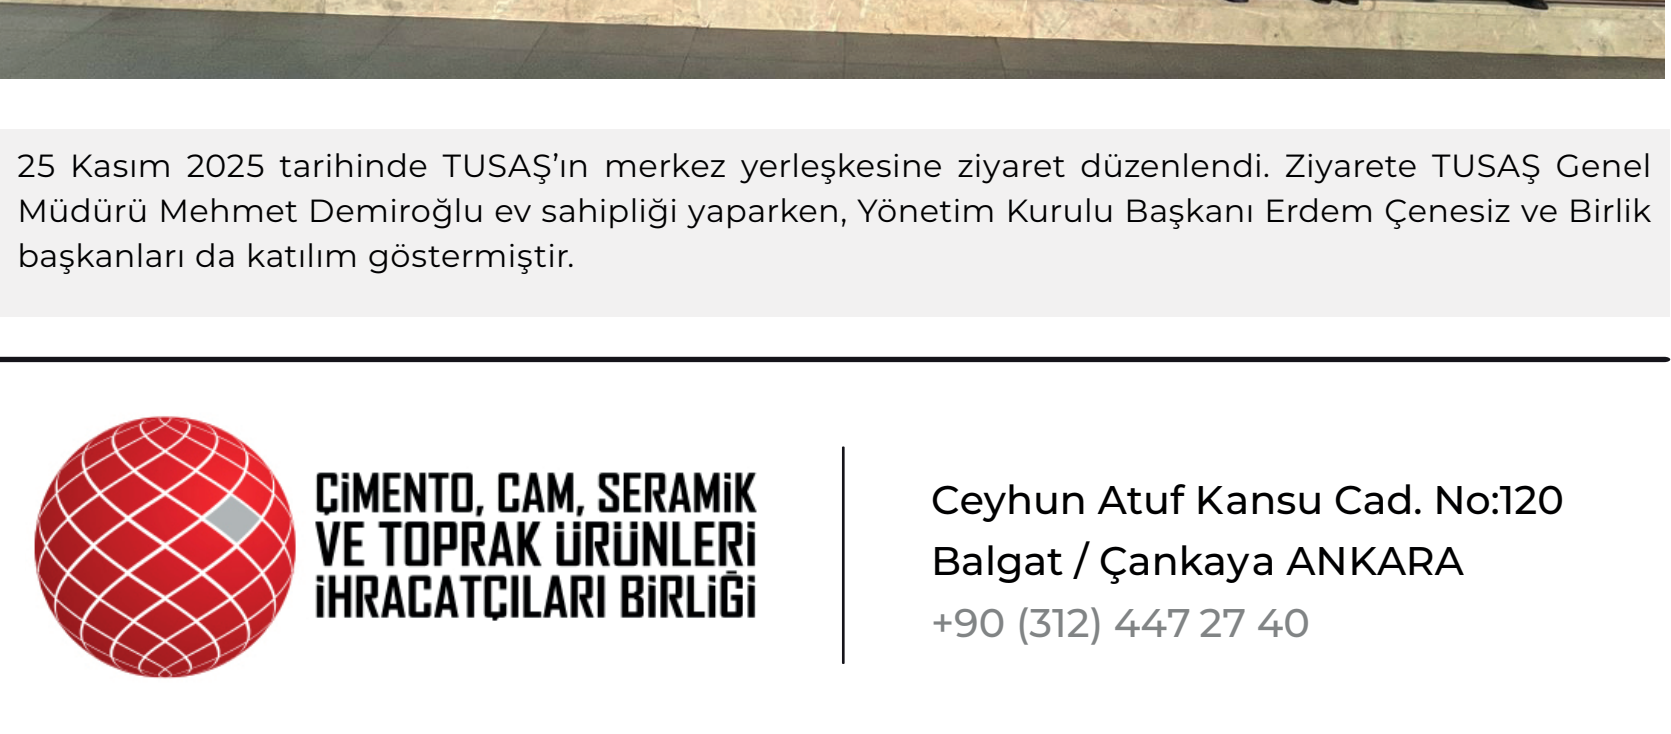 25 Kasım 2025 tarihinde TUSAŞ’ın merkez yerleşkesine ziyaret düzenlendi. Ziyarete TUSAŞ Genel
Müdürü Mehmet Demiroğlu ev sahipliği yaparken, Yönetim Kurulu Başkanı Erdem Çenesiz ve Birlik
başkanları da katılım göstermiştir.
ÇİMENTO, CAM, SERAMİK
VE TOPRAK ÜRÜNLERİ
İHRACATÇILARI BİRLİĞİ
Ceyhun Atuf Kansu Cad. No:120
Balgat / Çankaya ANKARA
+90 (312) 447 27 40